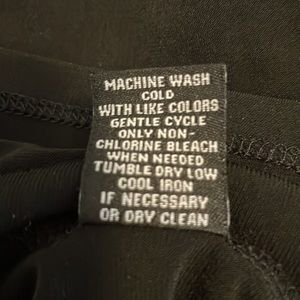 MACHINE WASH
COLD
WITH LIKE COLORS
GENTLE CYCLE
ONLY NON-
CHLORINE BLEACH
WHEN NEEDED
TUMBLE DRY LOW
COOL IRON
IF NECESSARY
OR DRY CLEAN